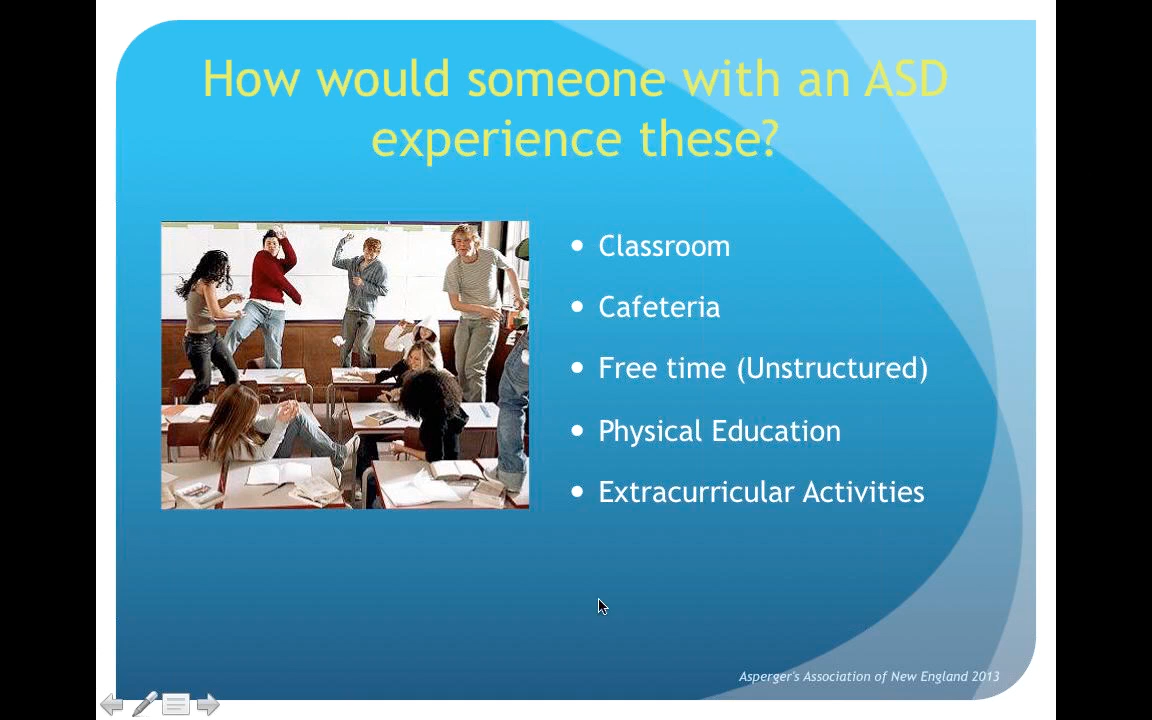 How would someone with an ASD
experience these?
Classroom
Cafeteria
Free time (Unstructured)
Physical Education
Extracurricular Activities
Asperger's Association of New England 2013